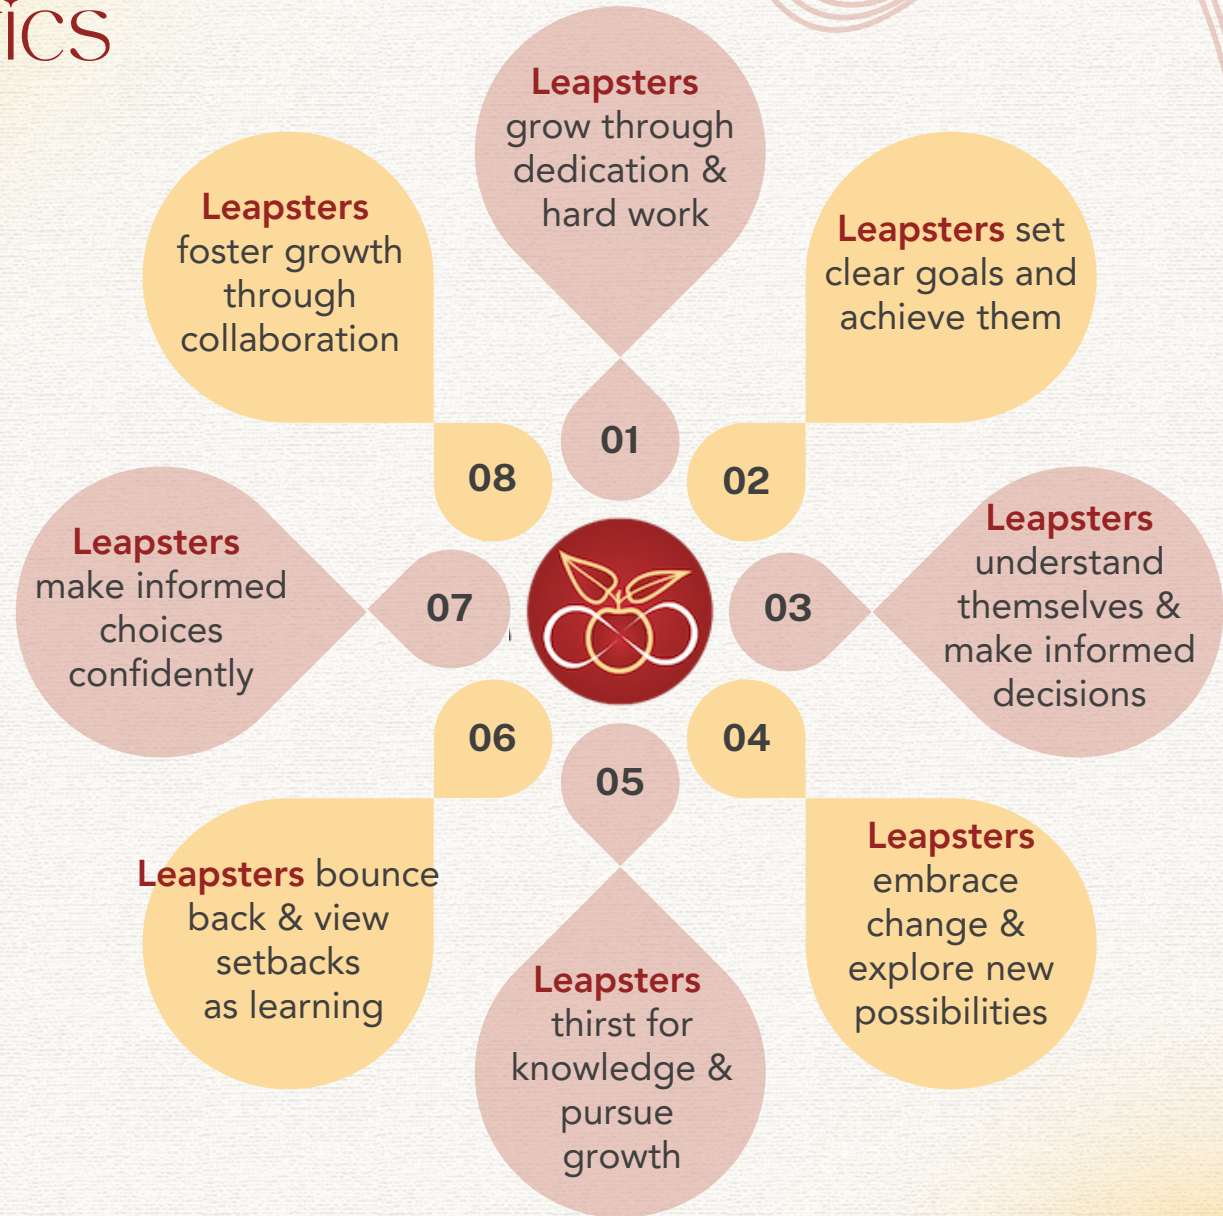 Leapsters
grow through
dedication &
hard work
01
Leapsters set
clear goals and
achieve them
02
Leapsters
understand
themselves &
make informed
decisions
03
Leapsters
embrace
change &
explore new
possibilities
04
Leapsters
thirst for
knowledge &
pursue
growth
05
Leapsters bounce
back & view
setbacks
as learning
06
Leapsters
make informed
choices
confidently
07
Leapsters
foster growth
through
collaboration
08